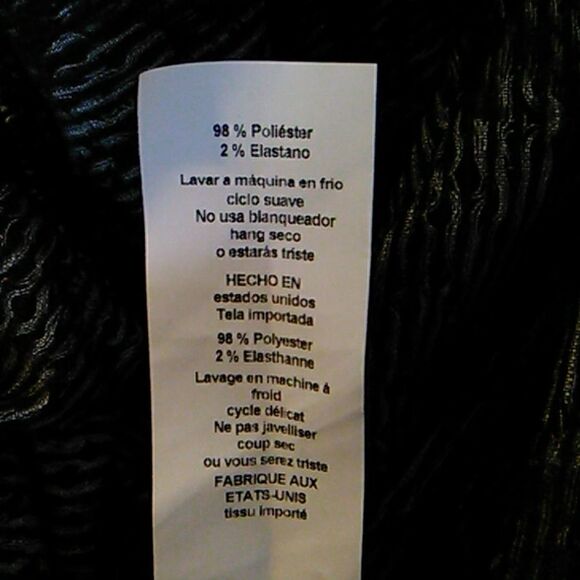 98 % Poliéster
2 % Elastano
Lavar a máquina en frio
ciclo suave
No usa blanqueador
hang seco
o estarás triste
HECHO EN
estados unidos
Tela importada
98 % Polyester
2 % Elasthanne
Lavage en machine à
froid
cycle délicat
Ne pas javelliser
coup sec
ou vous serez triste
FABRIQUE AUX
ETATS-UNIS
tissu importé